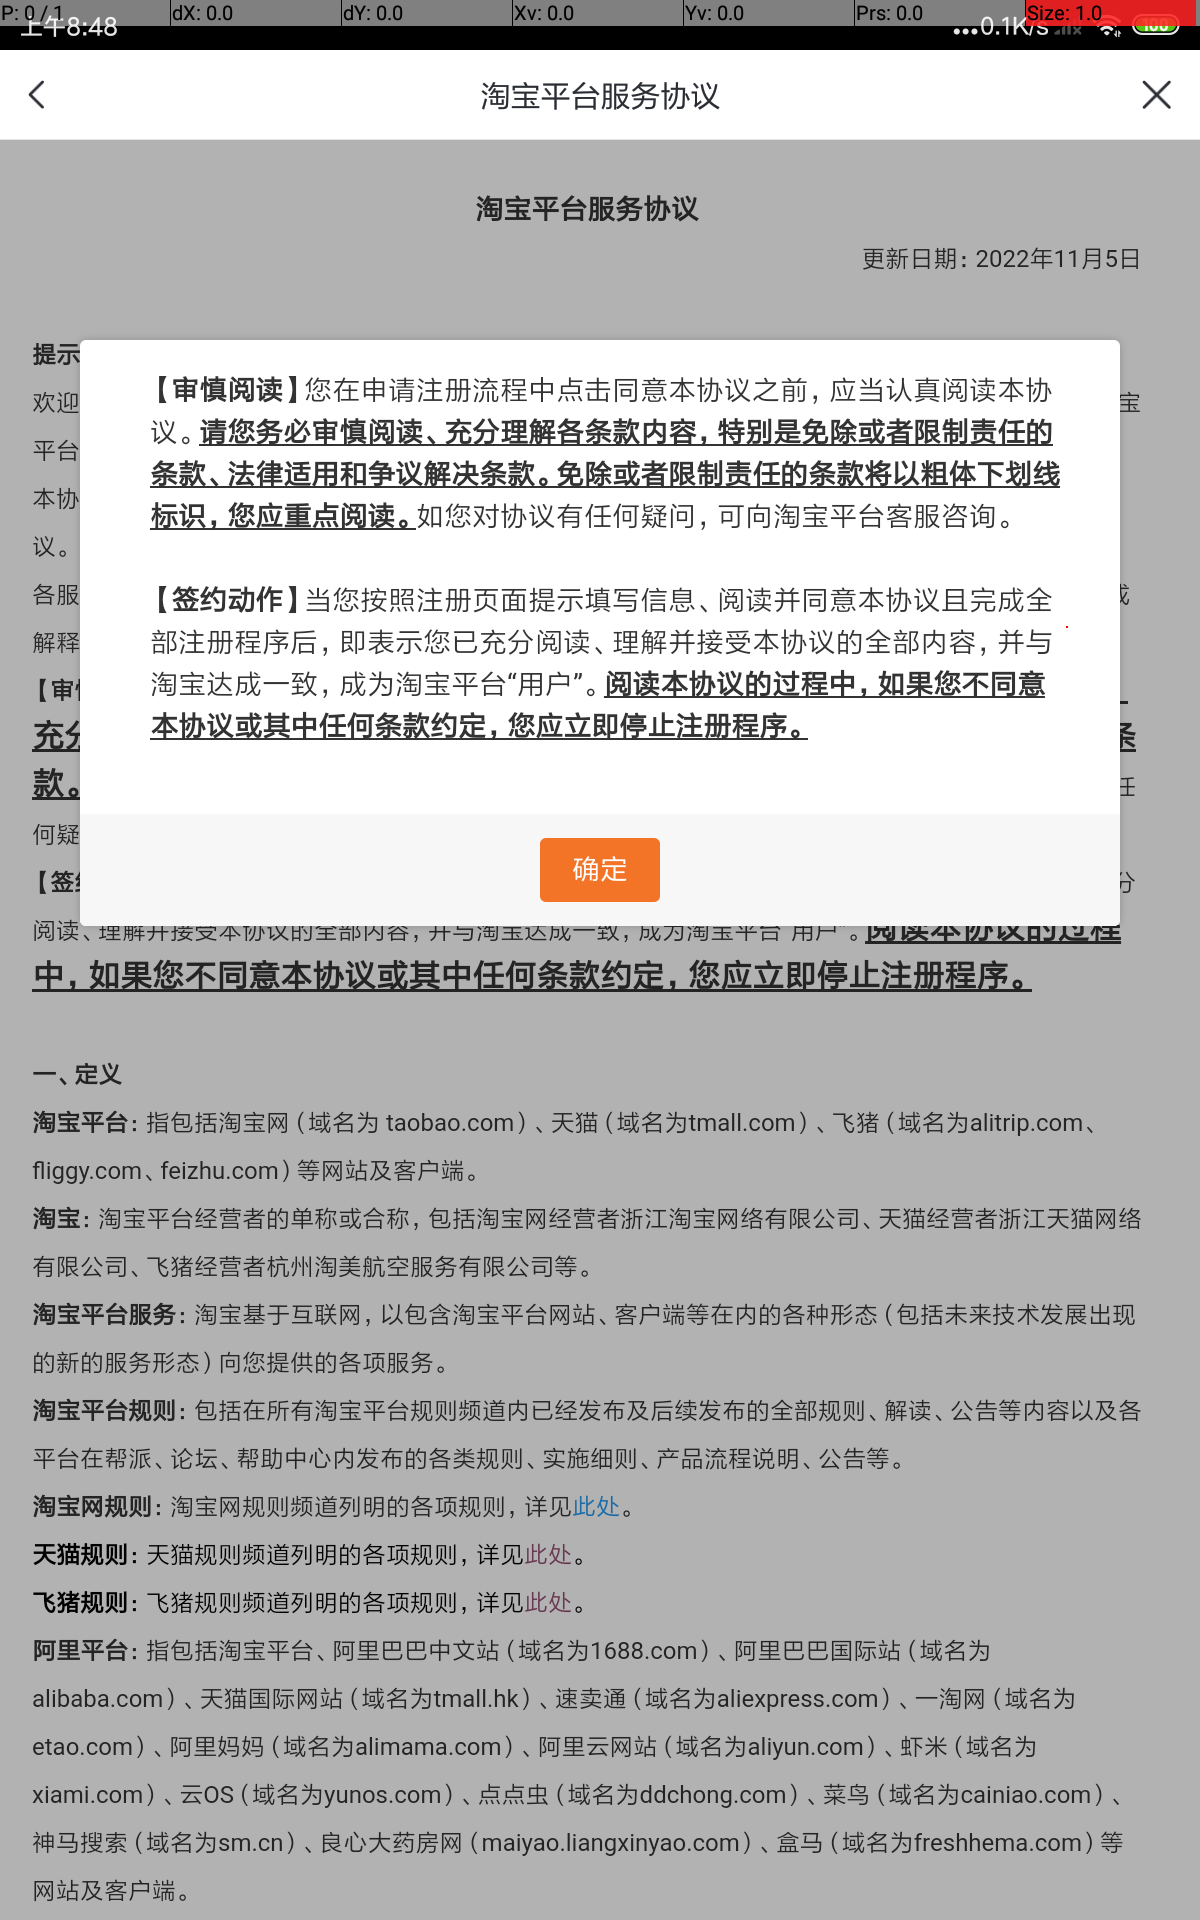 P: 0 / 1 dX: 0.0 dY: 0.0 Xv: 0.0 Yv: 0.0 Prs: 0.0 Size: 1.0
上午8:48 ...0.1K/s 100
淘宝平台服务协议
淘宝平台服务协议
更新日期：2022年11月5日
提示
欢迎 宝
平台
本协
议。
各服
解释
【审
充分 条
款。 任
何疑
【签 分
【审慎阅读】您在申请注册流程中点击同意本协议之前，应当认真阅读本协
议。请您务必审慎阅读、充分理解各条款内容，特别是免除或者限制责任的
条款、法律适用和争议解决条款。免除或者限制责任的条款将以粗体下划线
标识，您应重点阅读。如您对协议有任何疑问，可向淘宝平台客服咨询。
【签约动作】当您按照注册页面提示填写信息、阅读并同意本协议且完成全
部注册程序后，即表示您已充分阅读、理解并接受本协议的全部内容，并与
淘宝达成一致，成为淘宝平台“用户”。阅读本协议的过程中，如果您不同意
本协议或其中任何条款约定，您应立即停止注册程序。
确定
阅读、理解并接受本协议的全部内容，并与淘宝达成一致，成为淘宝平台“用户”。阅读本协议的过程
中，如果您不同意本协议或其中任何条款约定，您应立即停止注册程序。
一、定义
淘宝平台：指包括淘宝网（域名为 taobao.com）、天猫（域名为tmall.com）、飞猪（域名为alitrip.com、
fliggy.com、feizhu.com）等网站及客户端。
淘宝：淘宝平台经营者的单称或合称，包括淘宝网经营者浙江淘宝网络有限公司、天猫经营者浙江天猫网络
有限公司、飞猪经营者杭州淘美航空服务有限公司等。
淘宝平台服务：淘宝基于互联网，以包含淘宝平台网站、客户端等在内的各种形态（包括未来技术发展出现
的新的服务形态）向您提供的各项服务。
淘宝平台规则：包括在所有淘宝平台规则频道内已经发布及后续发布的全部规则、解读、公告等内容以及各
平台在帮派、论坛、帮助中心内发布的各类规则、实施细则、产品流程说明、公告等。
淘宝网规则：淘宝网规则频道列明的各项规则，详见此处。
天猫规则：天猫规则频道列明的各项规则，详见此处。
飞猪规则：飞猪规则频道列明的各项规则，详见此处。
阿里平台：指包括淘宝平台、阿里巴巴中文站（域名为1688.com）、阿里巴巴国际站（域名为
alibaba.com）、天猫国际网站（域名为tmall.hk）、速卖通（域名为aliexpress.com）、一淘网（域名为
etao.com）、阿里妈妈（域名为alimama.com）、阿里云网站（域名为aliyun.com）、虾米（域名为
xiami.com）、云OS（域名为yunos.com）、点点虫（域名为ddchong.com）、菜鸟（域名为cainiao.com）、
神马搜索（域名为sm.cn）、良心大药房网（maiyao.liangxinyao.com）、盒马（域名为freshhema.com）等
网站及客户端。